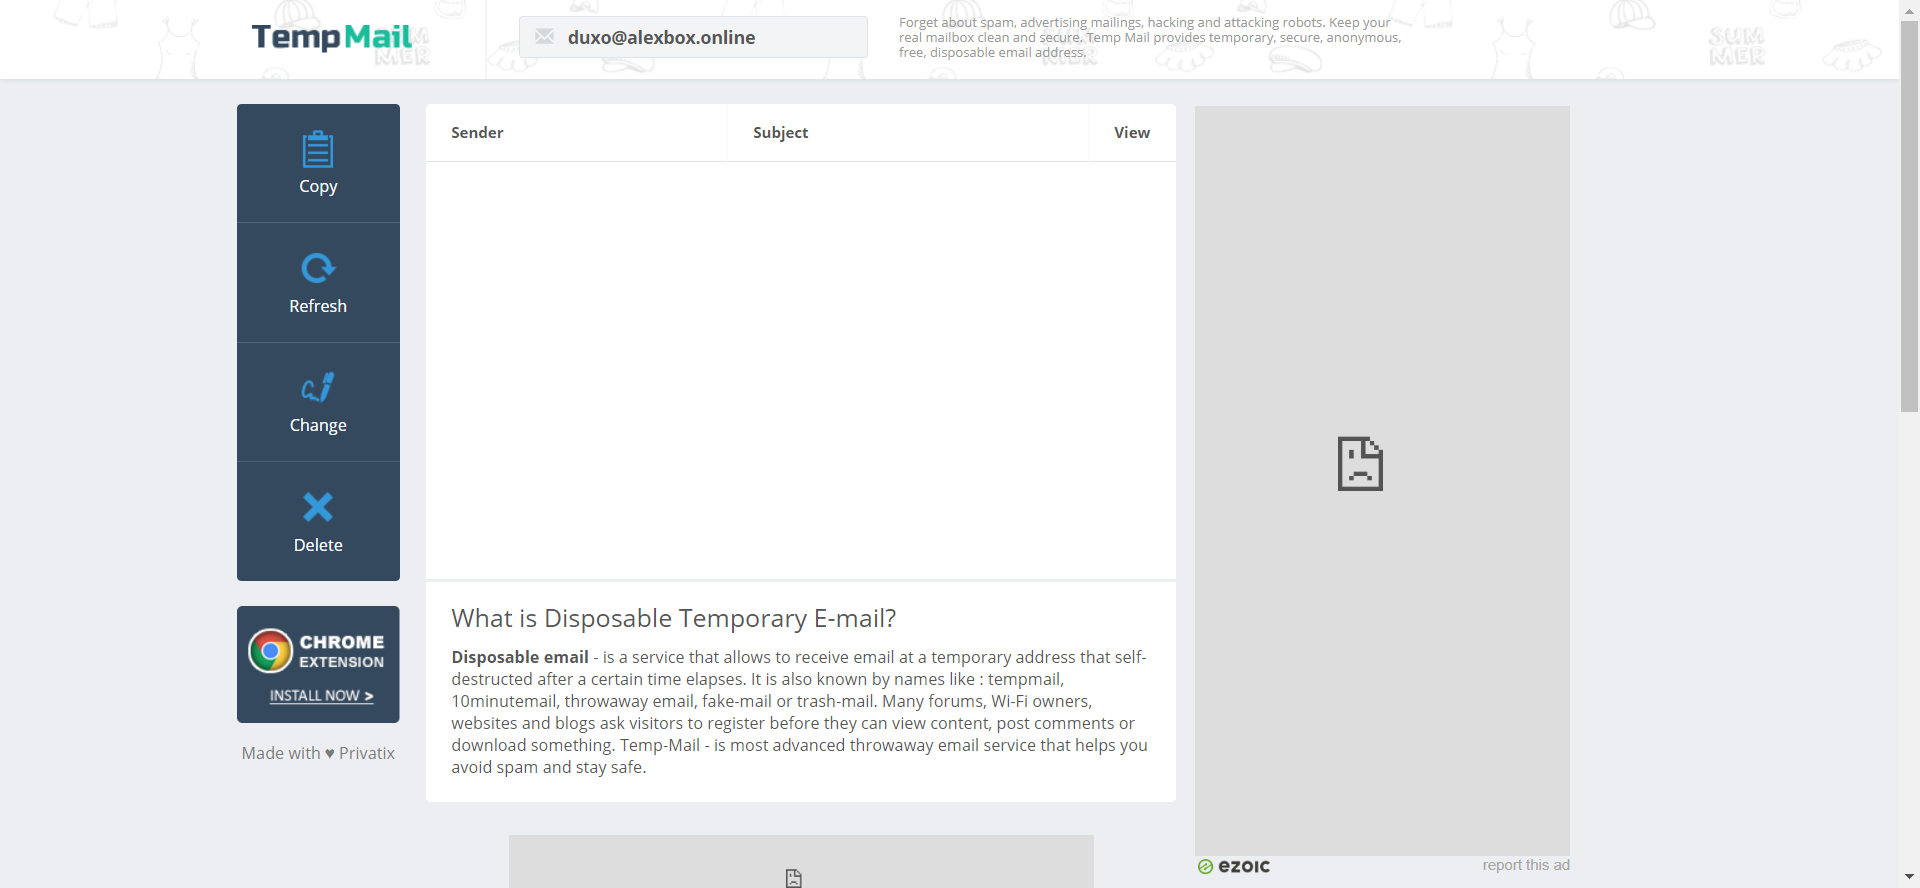 TempMail
duxo@alexbox.online
Forget about spam, advertising mailings, hacking and attacking robots. Keep your
real mailbox clean and secure. Temp Mail provides temporary, secure, anonymous,
free, disposable email address.
SUM
MER
SUM
MER
SUM
MER
Copy
Refresh
Change
Delete
CHROME
EXTENSION
INSTALL NOW >
Made with ♥ Privatix
Sender Subject View
What is Disposable Temporary E-mail?
Disposable email - is a service that allows to receive email at a temporary address that self-
destructed after a certain time elapses. It is also known by names like : tempmail,
10minutemail, throwaway email, fake-mail or trash-mail. Many forums, Wi-Fi owners,
websites and blogs ask visitors to register before they can view content, post comments or
download something. Temp-Mail - is most advanced throwaway email service that helps you
avoid spam and stay safe.
ezoic
report this ad